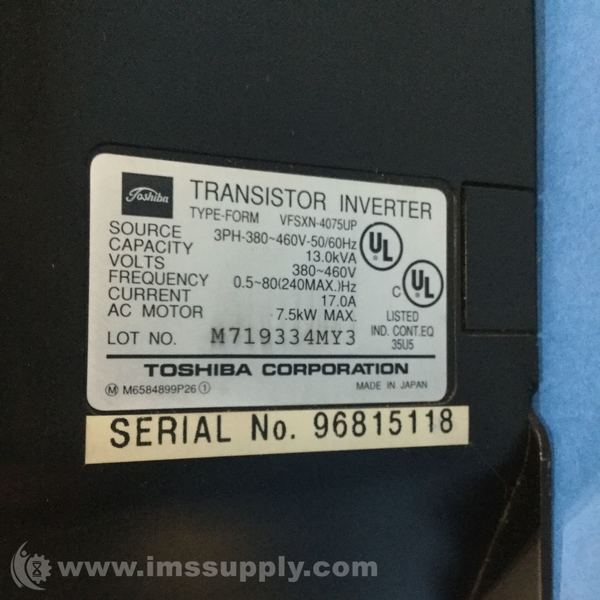 Toshiba
TRANSISTOR INVERTER
TYPE-FORM VFSXN-4075UP
SOURCE 3PH-380~460V-50/60Hz
CAPACITY 13.0kVA
VOLTS 380~460V
FREQUENCY 0.5~80(240MAX.)Hz
CURRENT 17.0A
AC MOTOR 7.5kW MAX.
UL
C UL
LISTED
IND. CONT.EQ
35U5
LOT NO. M719334MY3
TOSHIBA CORPORATION
Ⓜ M6584899P26 ①
MADE IN JAPAN
SERIAL No. 96815118
www.imssupply.com